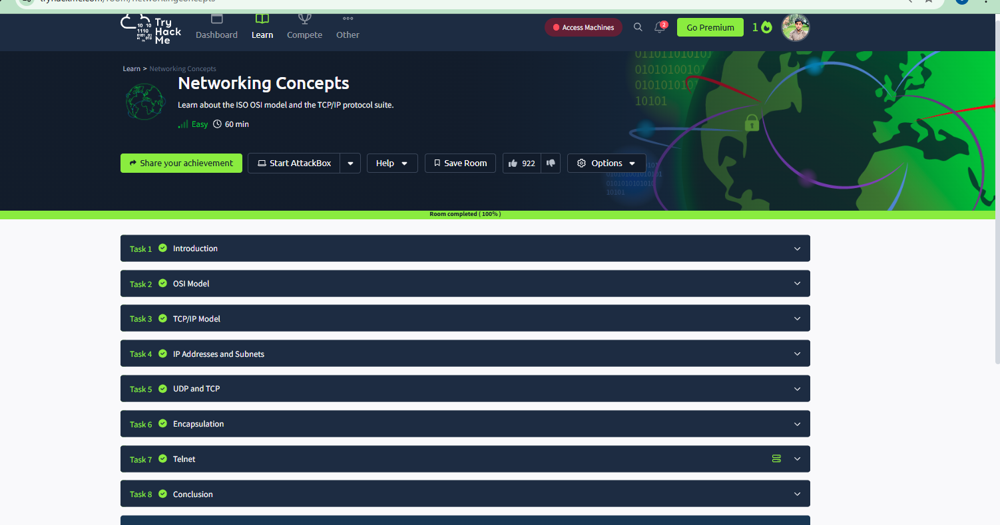 tryhackme.com/room/networkingconcepts
Try
Hack
Me
Dashboard
Learn
Compete
Other
Access Machines
2
Go Premium
1
Learn > Networking Concepts
Networking Concepts
Learn about the ISO OSI model and the TCP/IP protocol suite.
Easy 60 min
Share your achievement
Start AttackBox
Help
Save Room
922
Options
Room completed ( 100% )
Task 1 Introduction
Task 2 OSI Model
Task 3 TCP/IP Model
Task 4 IP Addresses and Subnets
Task 5 UDP and TCP
Task 6 Encapsulation
Task 7 Telnet
Task 8 Conclusion